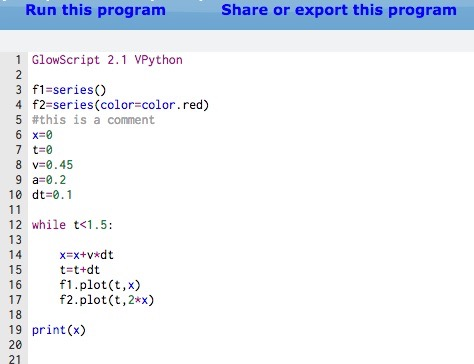 Run this program Share or export this program
1 GlowScript 2.1 VPython
2
3 f1=series()
4 f2=series(color=color.red)
5 #this is a comment
6 x=0
7 t=0
8 v=0.45
9 a=0.2
10 dt=0.1
11
12 while t<1.5:
13
14 x=x+v*dt
15 t=t+dt
16 f1.plot(t,x)
17 f2.plot(t,2*x)
18
19 print(x)
20
21